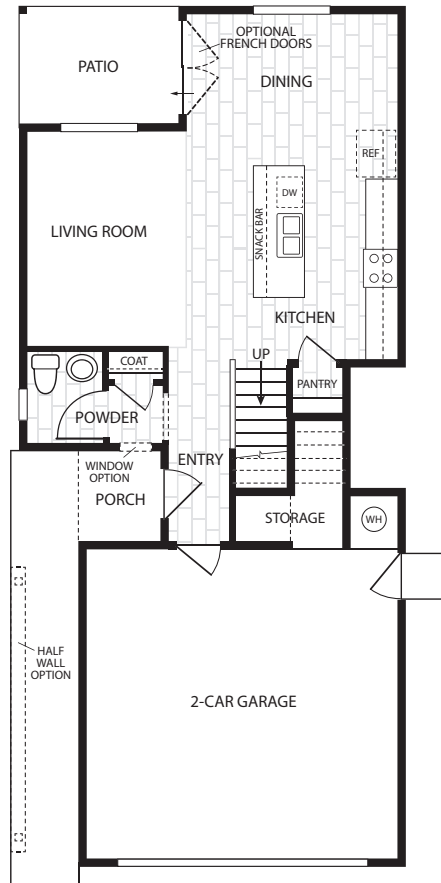 OPTIONAL
FRENCH DOORS
PATIO
DINING
REF
DW
SNACK BAR
LIVING ROOM
KITCHEN
UP
COAT
PANTRY
POWDER
WINDOW
OPTION
ENTRY
PORCH
STORAGE
WH
HALF
WALL
OPTION
2-CAR GARAGE